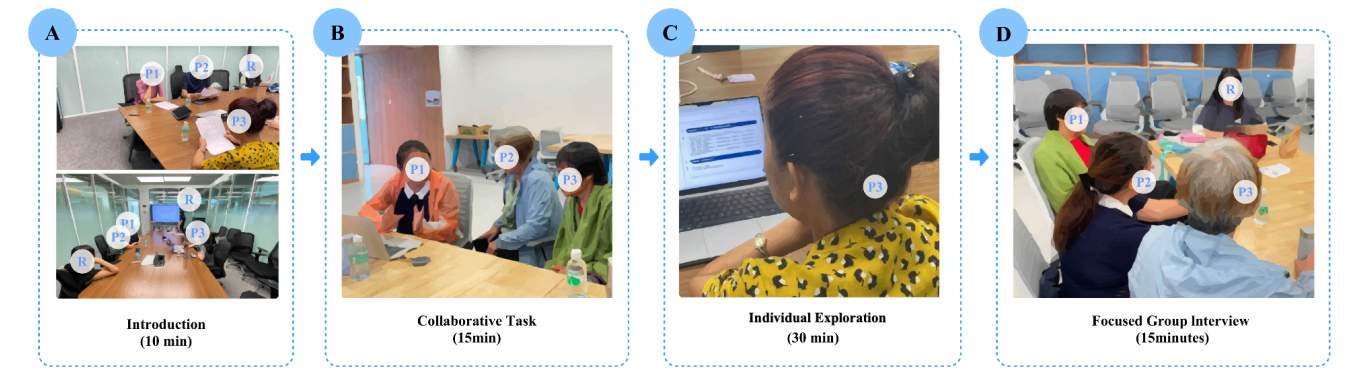 A
B
C
D
P1
P2
R
P3
R
P1
P2
P3
R
P1
P2
P3
P3
R
P1
P2
P3
Introduction
(10 min)
Collaborative Task
(15min)
Individual Exploration
(30 min)
Focused Group Interview
(15minutes)